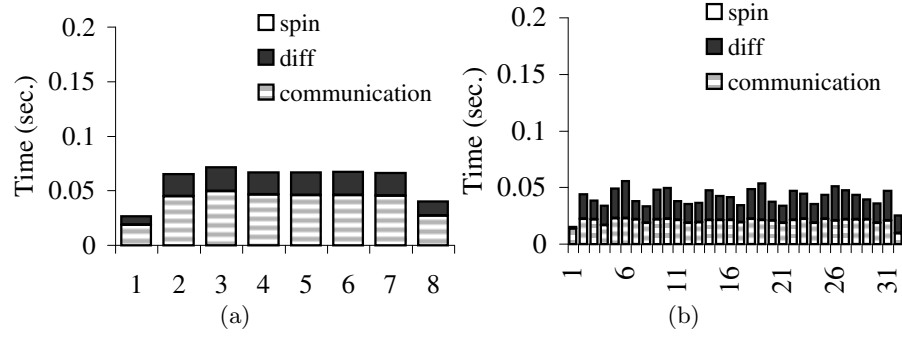 0.2
0.15
0.1
0.05
0
Time (sec.)
spin
diff
communication
1 2 3 4 5 6 7 8
(a)
0.2
0.15
0.1
0.05
0
Time (sec.)
spin
diff
communication
1 6 11 16 21 26 31
(b)